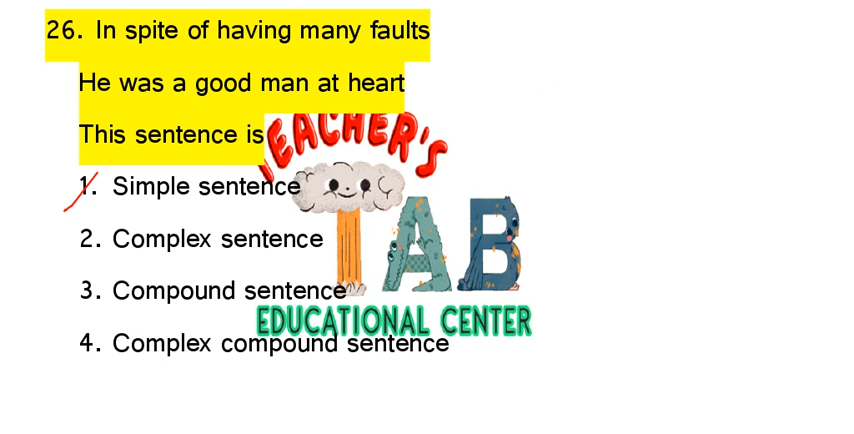 26. In spite of having many faults
He was a good man at heart
This sentence is
TEACHER'S
1. Simple sentence
TAB
2. Complex sentence
3. Compound sentence
EDUCATIONAL CENTER
4. Complex compound sentence